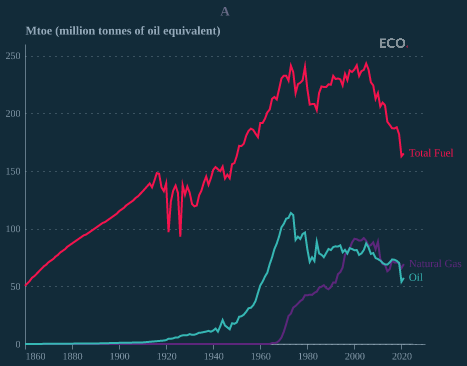 A
Mtoe (million tonnes of oil equivalent)
ECO.
250
200
150
100
50
0
Total Fuel
Natural Gas
Oil
1860 1880 1900 1920 1940 1960 1980 2000 2020